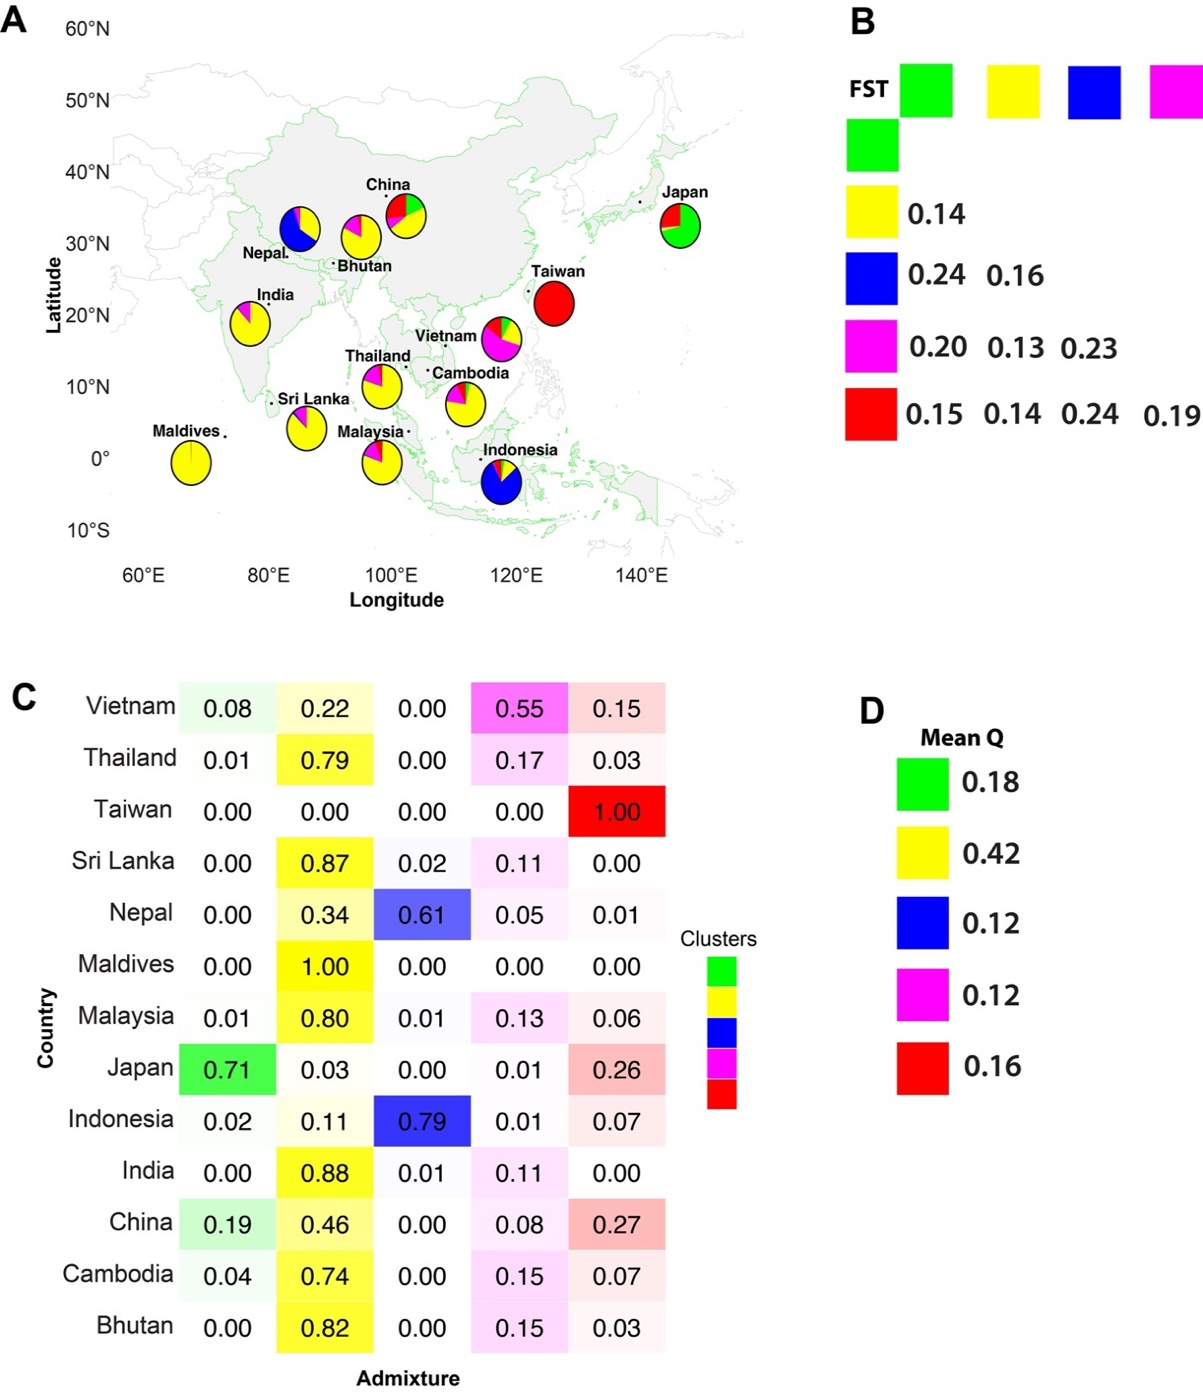 A
60°N
50°N
40°N
30°N
20°N
10°N
0°
10°S
Latitude
China
Japan
Nepal
Bhutan
Taiwan
India
Vietnam
Thailand
Cambodia
Sri Lanka
Malaysia
Maldives
Indonesia
60°E 80°E 100°E 120°E 140°E
Longitude
B
FST
0.14
0.24 0.16
0.20 0.13 0.23
0.15 0.14 0.24 0.19
C
Vietnam 0.08 0.22 0.00 0.55 0.15
Thailand 0.01 0.79 0.00 0.17 0.03
Taiwan 0.00 0.00 0.00 0.00 1.00
Sri Lanka 0.00 0.87 0.02 0.11 0.00
Nepal 0.00 0.34 0.61 0.05 0.01
Maldives 0.00 1.00 0.00 0.00 0.00
Malaysia 0.01 0.80 0.01 0.13 0.06
Japan 0.71 0.03 0.00 0.01 0.26
Indonesia 0.02 0.11 0.79 0.01 0.07
India 0.00 0.88 0.01 0.11 0.00
China 0.19 0.46 0.00 0.08 0.27
Cambodia 0.04 0.74 0.00 0.15 0.07
Bhutan 0.00 0.82 0.00 0.15 0.03
Country
Admixture
Clusters
D
Mean Q
0.18
0.42
0.12
0.12
0.16